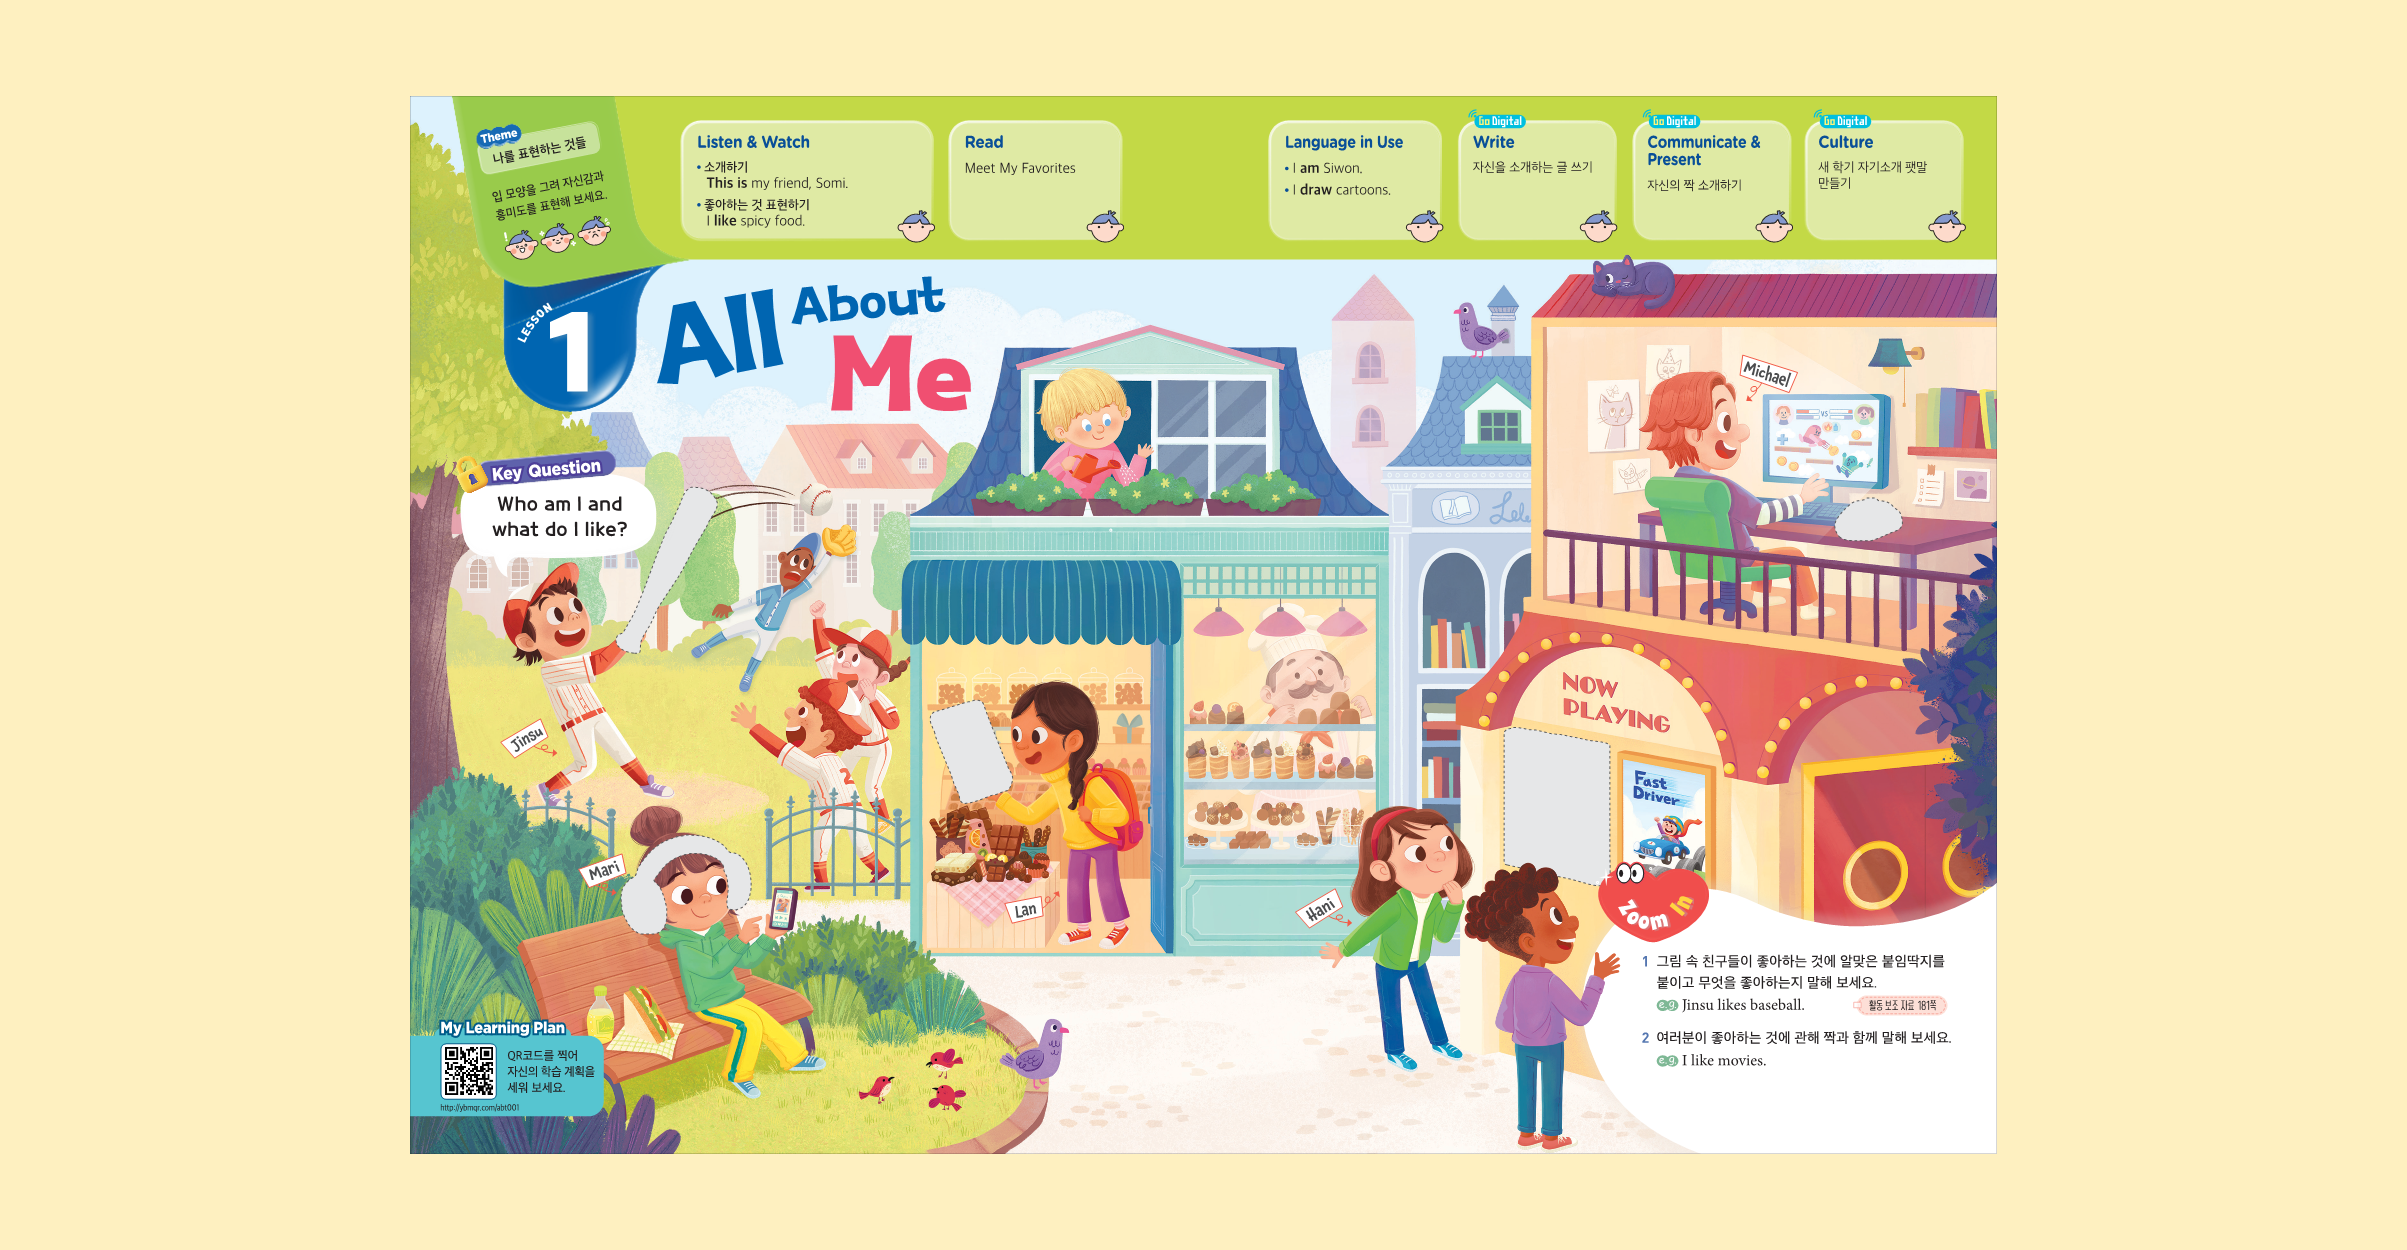 Theme
나를 표현하는 것들
입 모양을 그려 자신감과
흥미도를 표현해 보세요.
Listen & Watch
• 소개하기
This is my friend, Somi.
• 좋아하는 것 표현하기
I like spicy food.
Read
Meet My Favorites
Language in Use
• I am Siwon.
• I draw cartoons.
Go Digital
Write
자신을 소개하는 글 쓰기
Go Digital
Communicate &
Present
자신의 짝 소개하기
Go Digital
Culture
새 학기 자기소개 팻말
만들기
LESSON
1
All About
Me
Key Question
Who am I and
what do I like?
Michael
VS
Lele
Jinsu
2
NOW
PLAYING
Fast
Driver
Mari
Lan
Hani
Zoom In
1 그림 속 친구들이 좋아하는 것에 알맞은 붙임딱지를
붙이고 무엇을 좋아하는지 말해 보세요.
e.g. Jinsu likes baseball.
활동 보조 자료 181쪽
2 여러분이 좋아하는 것에 관해 짝과 함께 말해 보세요.
e.g. I like movies.
My Learning Plan
QR코드를 찍어
자신의 학습 계획을
세워 보세요.
http://ybmqr.com/abt001